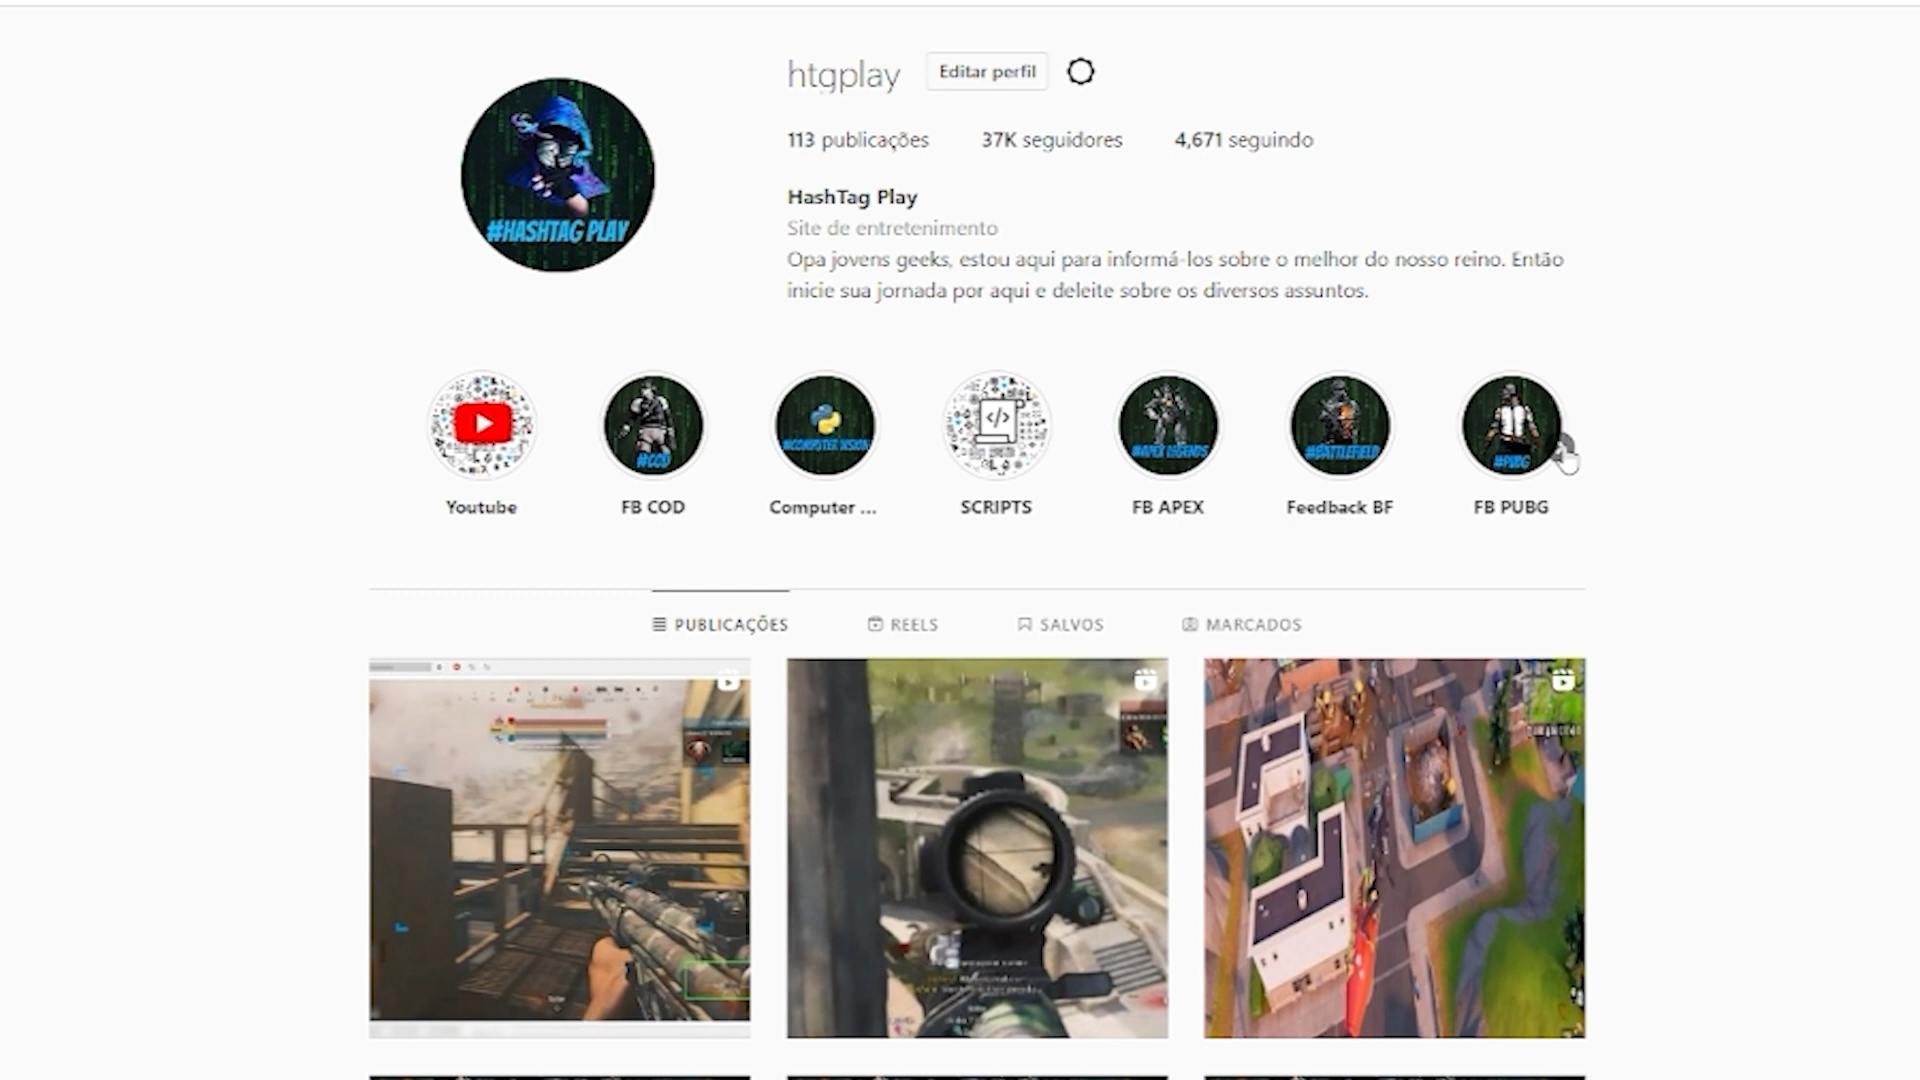 htgplay Editar perfil
113 publicações 37K seguidores 4,671 seguindo
#HASHTAG PLAY
HashTag Play
Site de entretenimento
Opa jovens geeks, estou aqui para informá-los sobre o melhor do nosso reino. Então
inicie sua jornada por aqui e deleite sobre os diversos assuntos.
#COD #COMPUTER VISION #APEX LEGENDS #BATTLEFIELD #PUBG
Youtube FB COD Computer ... SCRIPTS FB APEX Feedback BF FB PUBG
PUBLICAÇÕES REELS SALVOS MARCADOS